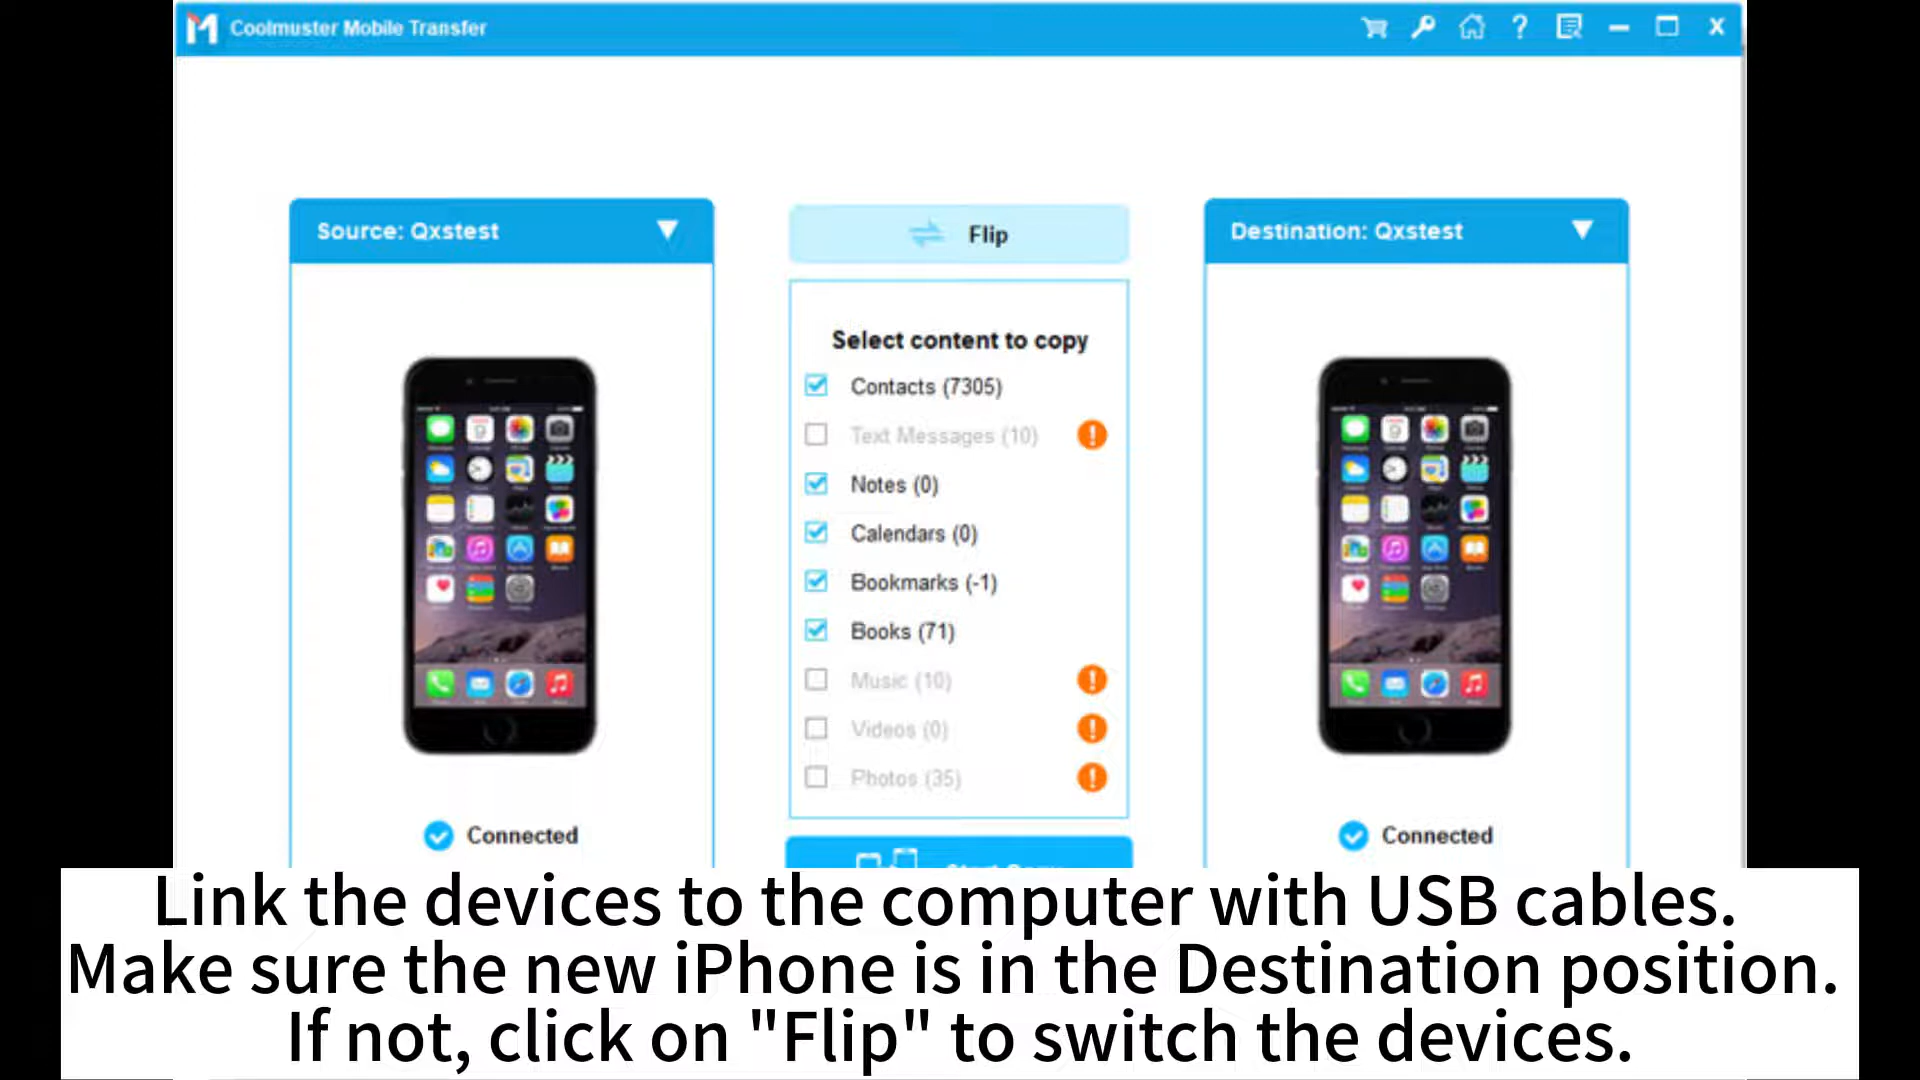 Coolmuster Mobile Transfer
Source: Qxstest
Flip
Destination: Qxstest
Select content to copy
Contacts (7305)
Text Messages (10)
Notes (0)
Calendars (0)
Bookmarks (-1)
Books (71)
Music (10)
Videos (0)
Photos (35)
Connected
Connected
Link the devices to the computer with USB cables.
Make sure the new iPhone is in the Destination position.
If not, click on "Flip" to switch the devices.